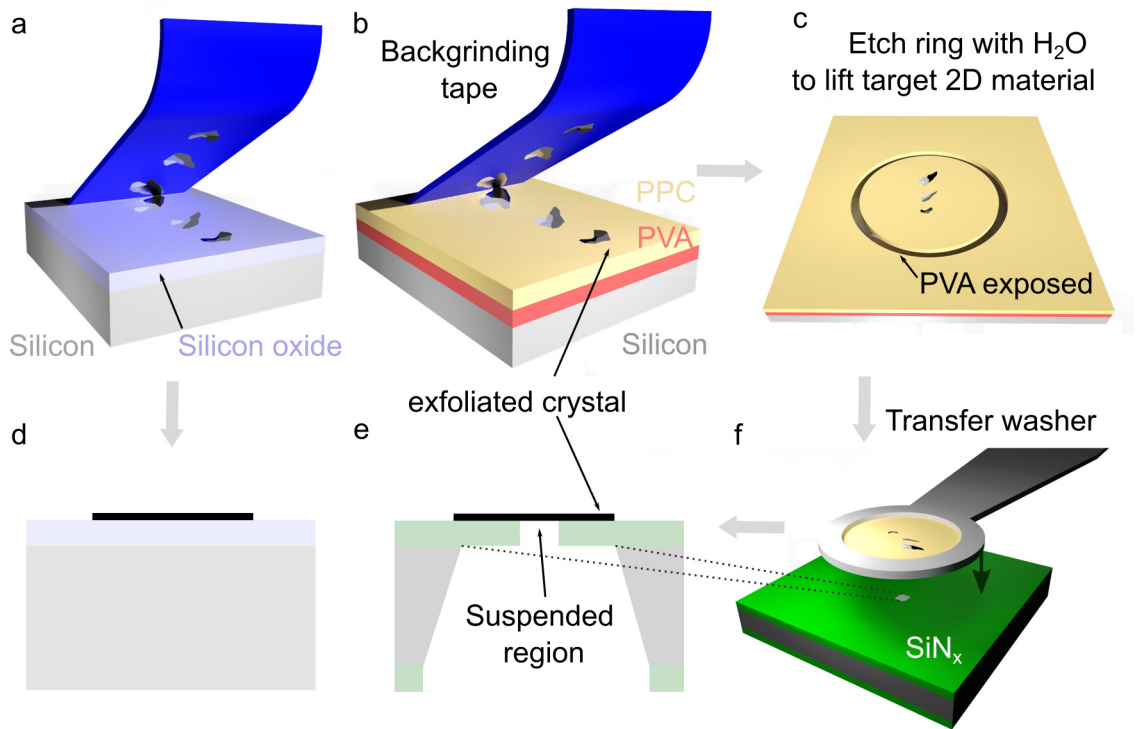 a
b
Backgrinding
tape
c
Etch ring with H₂O
to lift target 2D material
PPC
PVA
PVA exposed
Silicon
Silicon oxide
Silicon
exfoliated crystal
Transfer washer
d
e
f
Suspended
region
SiNₓ